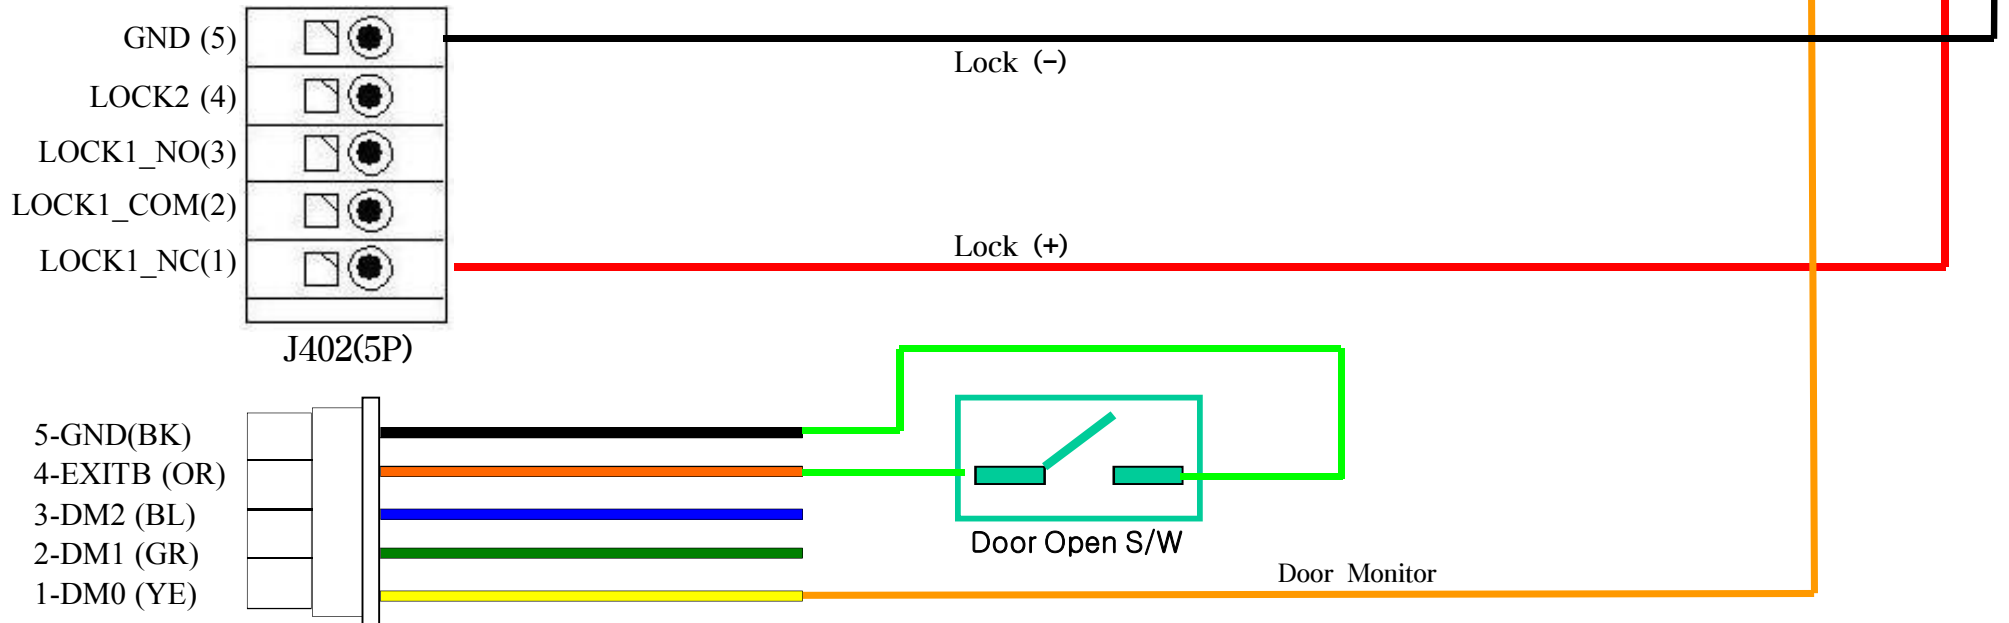 GND (5)
Lock (-)
LOCK2 (4)
LOCK1_NO(3)
LOCK1_COM(2)
LOCK1_NC(1)
Lock (+)
J402(5P)
5-GND(BK)
4-EXITB (OR)
3-DM2 (BL)
2-DM1 (GR)
1-DM0 (YE)
Door Open S/W
Door Monitor